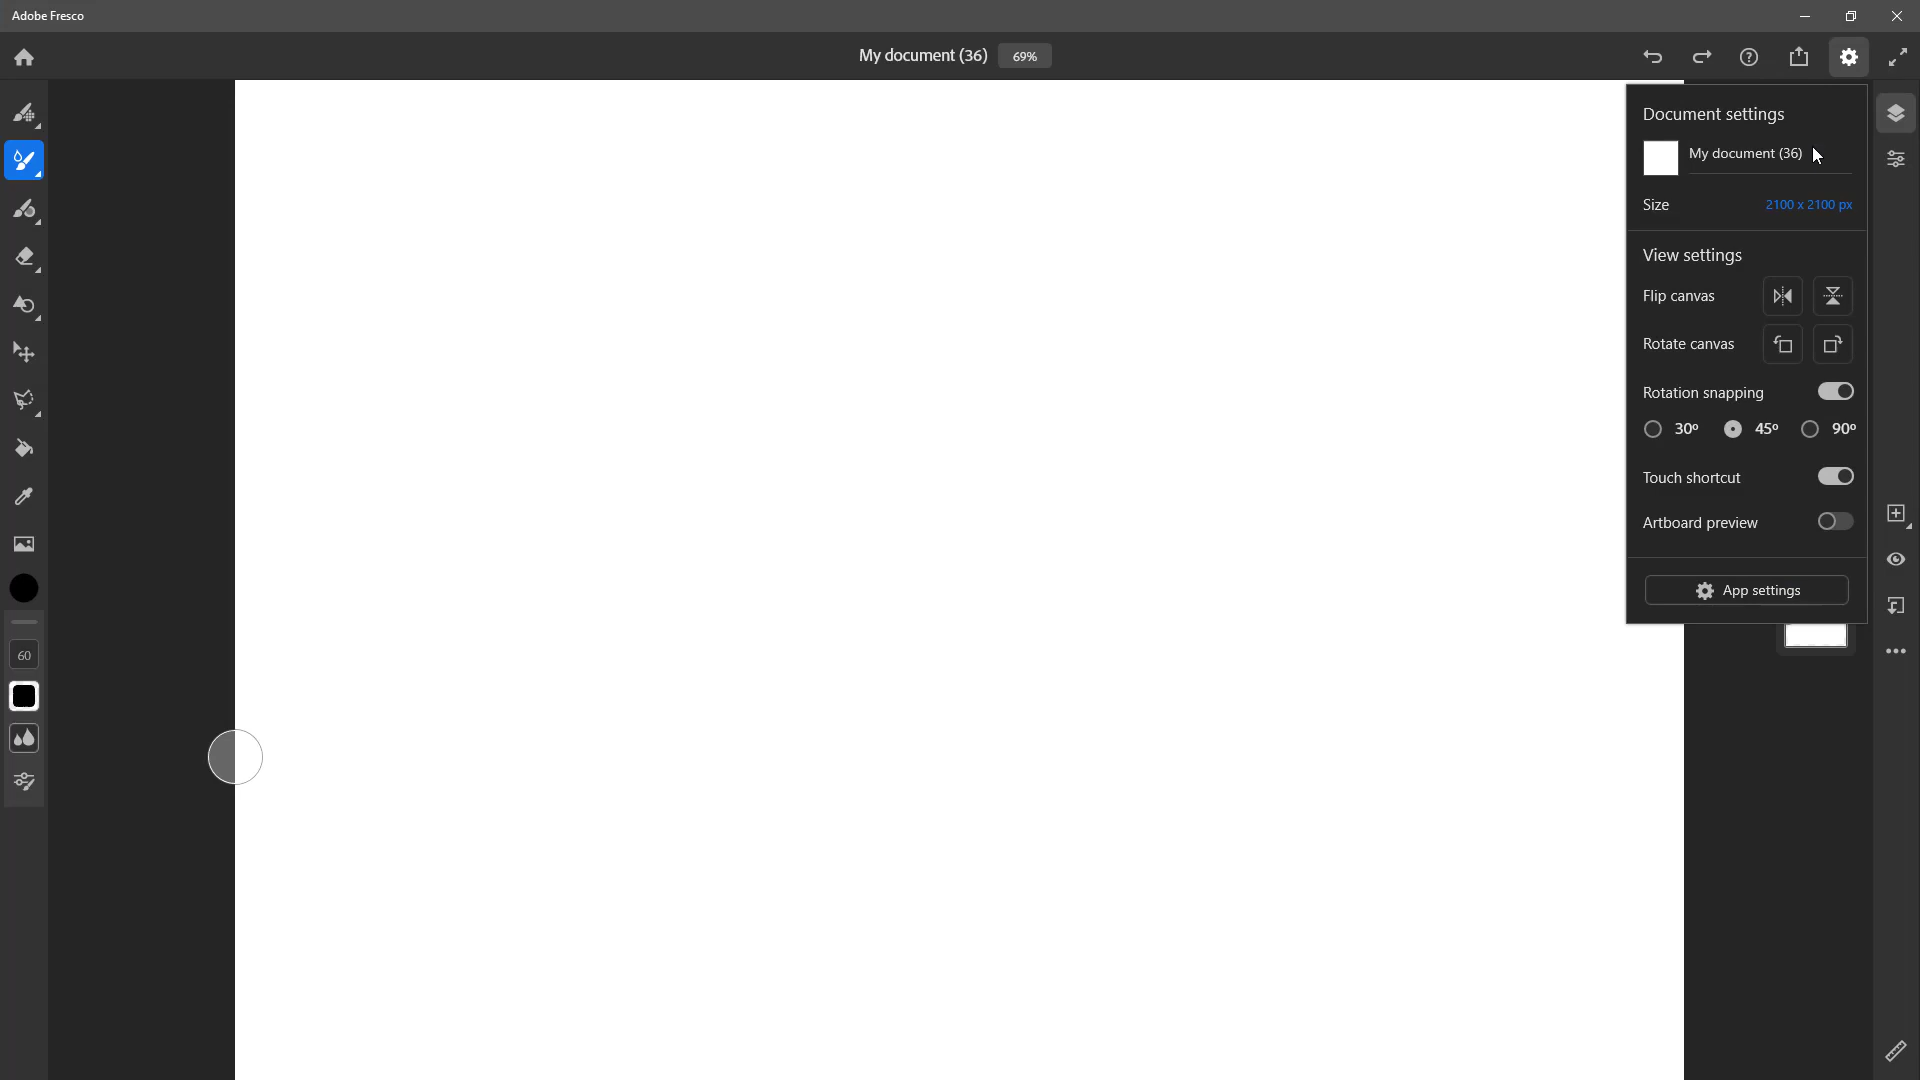 Adobe Fresco
My document (36) 69%
Document settings
My document (36)
Size 2100 x 2100 px
View settings
Flip canvas
Rotate canvas
Rotation snapping
30º 45º 90º
Touch shortcut
Artboard preview
App settings
60